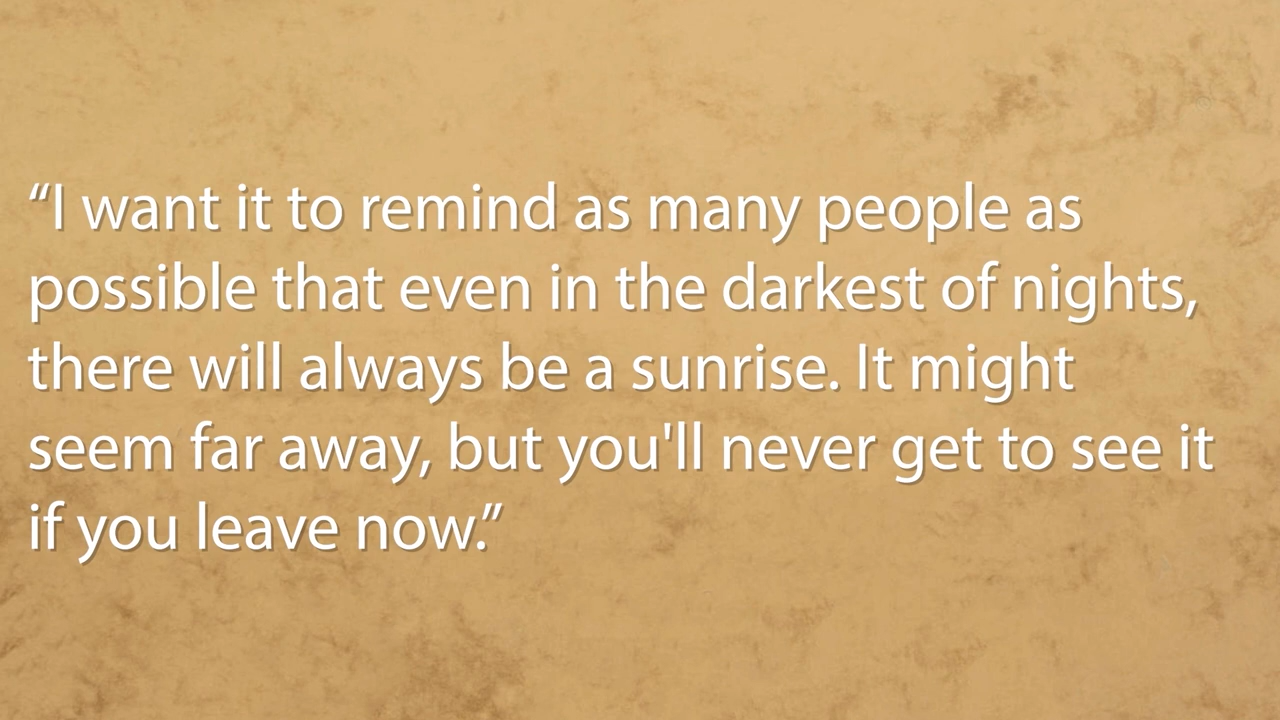 “I want it to remind as many people as
possible that even in the darkest of nights,
there will always be a sunrise. It might
seem far away, but you'll never get to see it
if you leave now.”